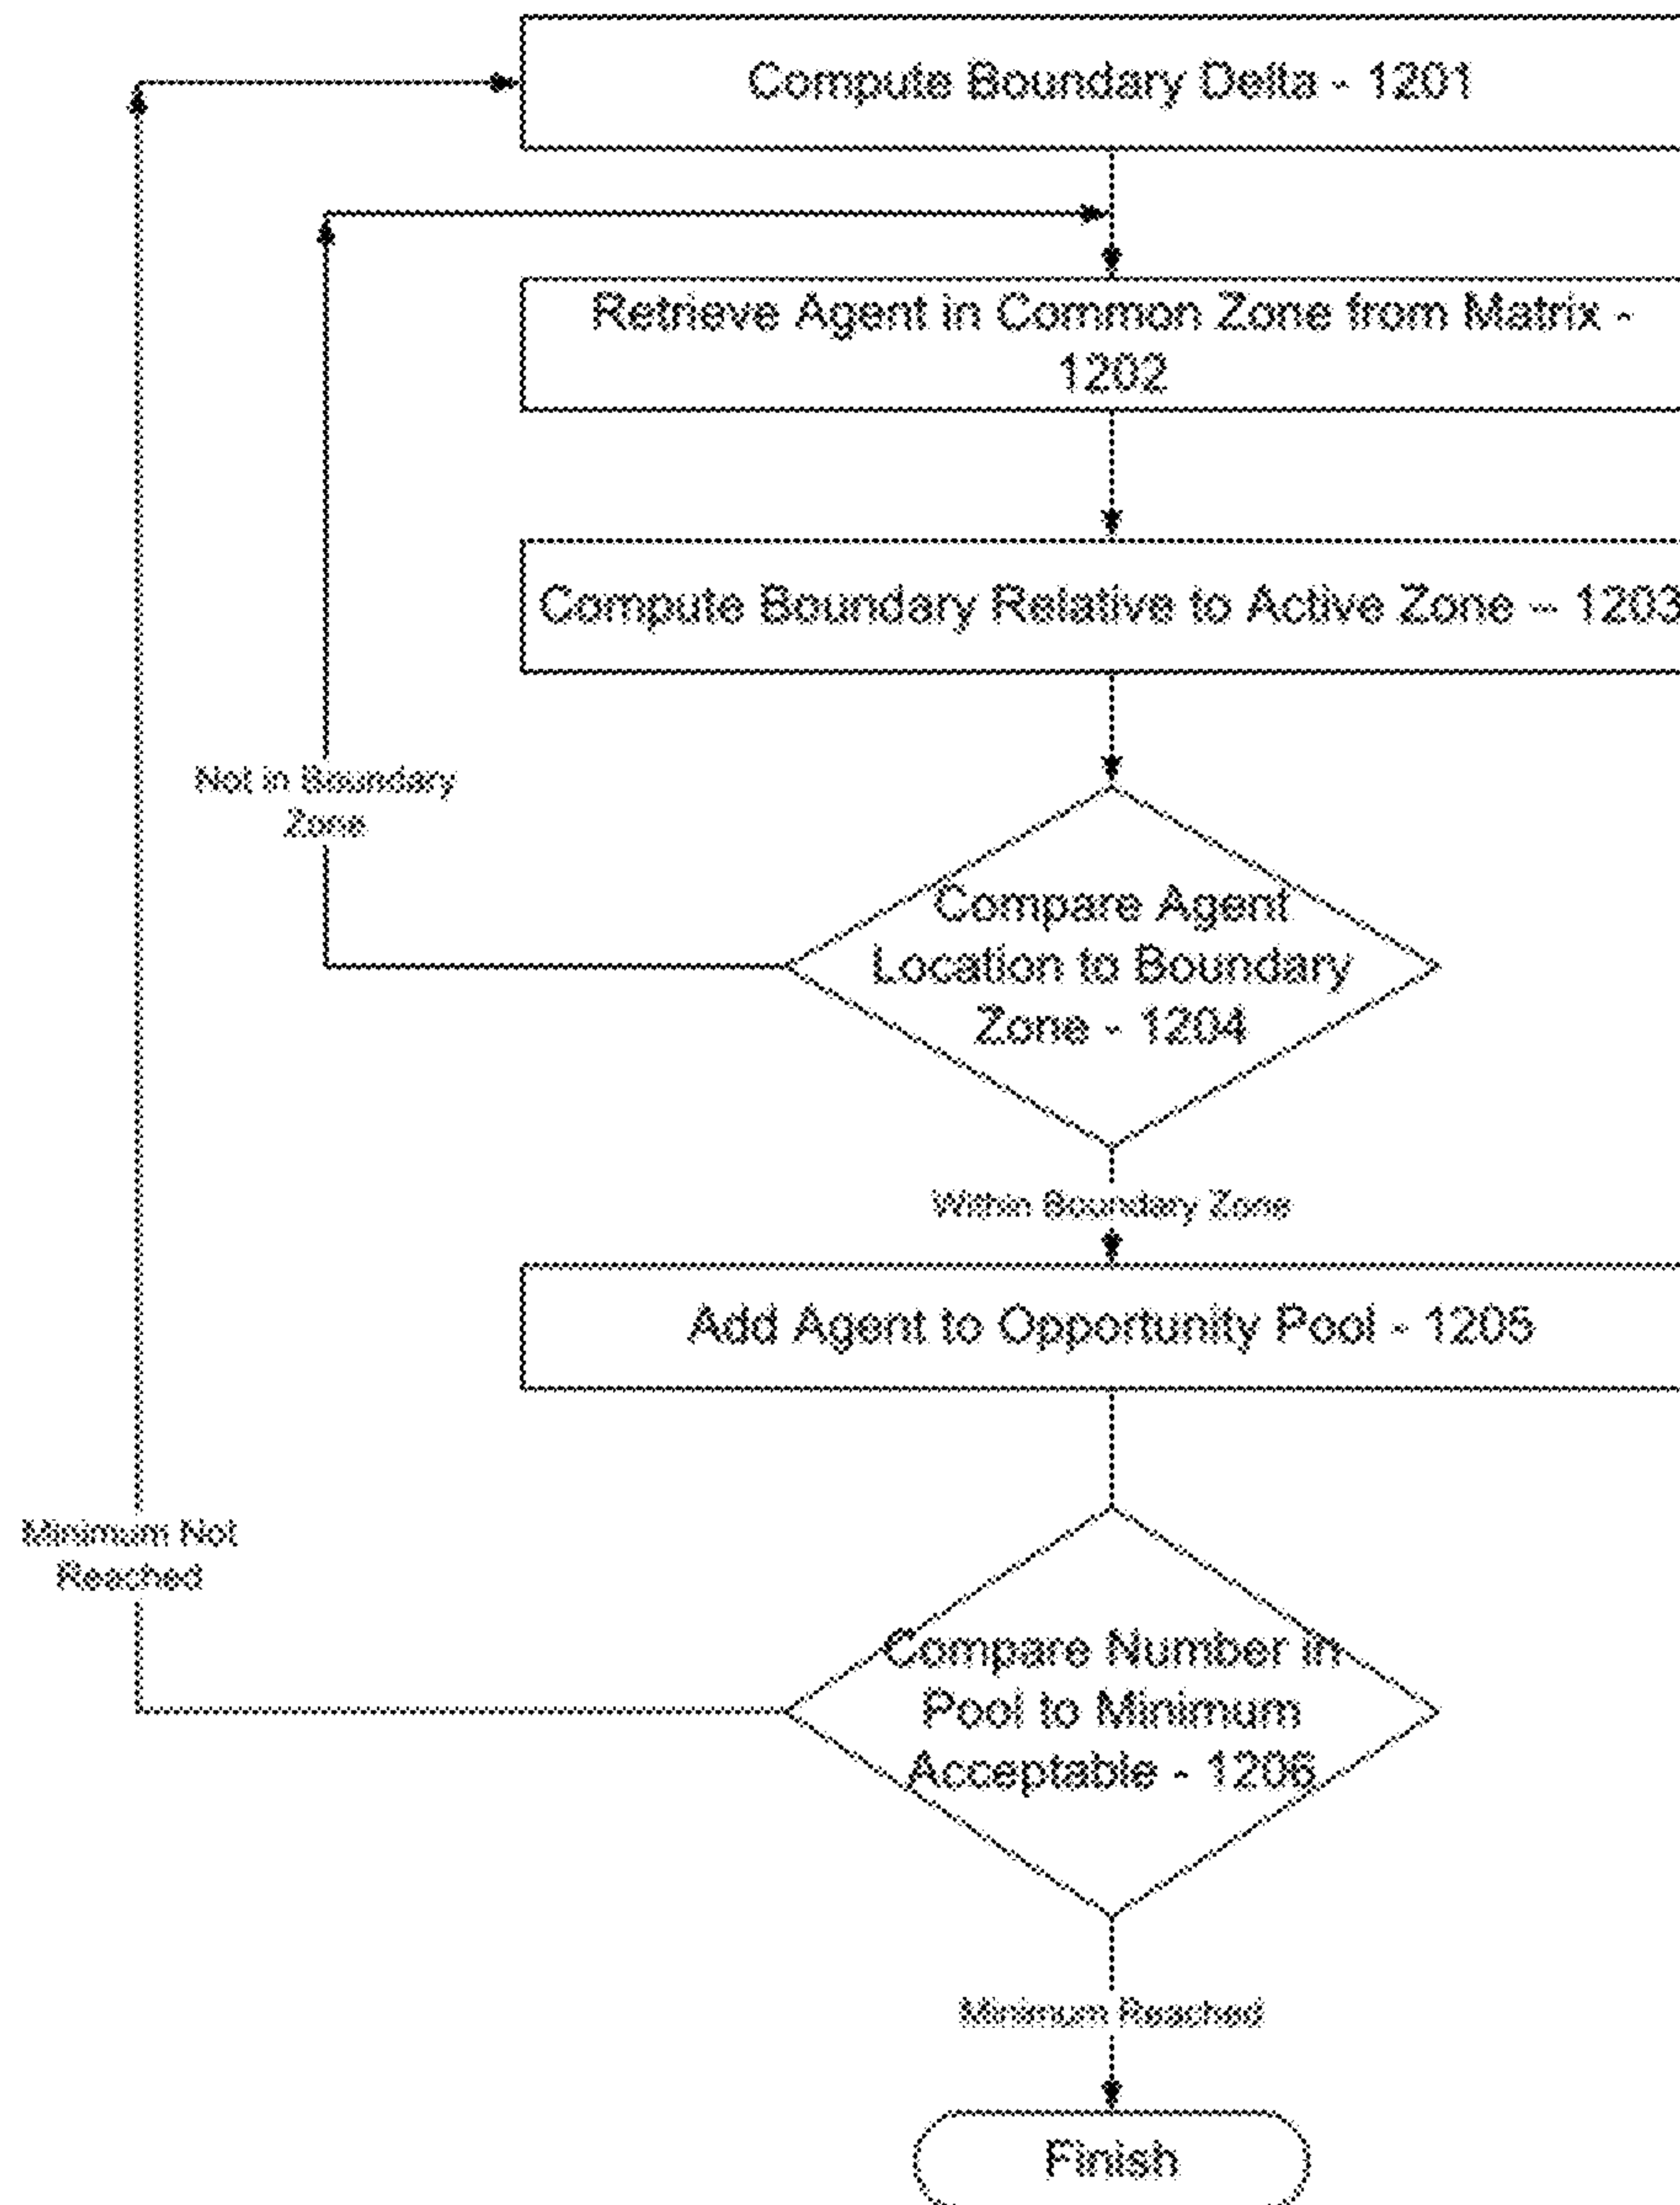 Compute Boundary Delta - 1201
Retrieve Agent in Common Zone from Matrix -
1202
Compute Boundary Relative to Active Zone – 1203
Not in Boundary
Zone
Compare Agent
Location to Boundary
Zone - 1204
Within Boundary Zone
Add Agent to Opportunity Pool - 1205
Minimum Not
Reached
Compare Number in
Pool to Minimum
Acceptable - 1206
Minimum Reached
Finish